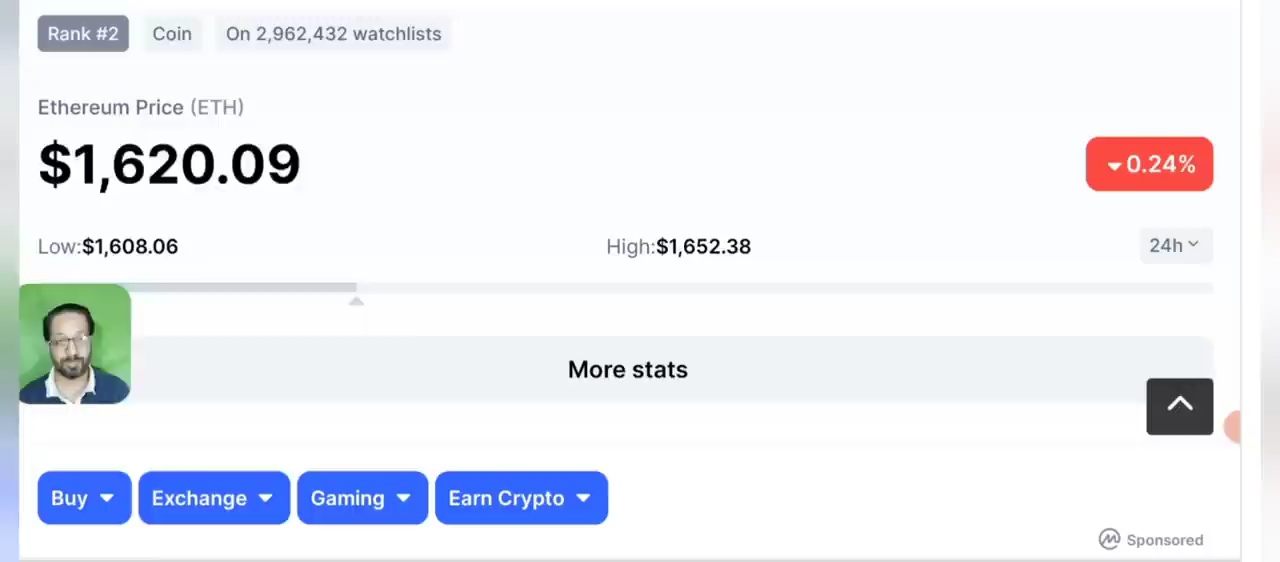 Rank #2 Coin On 2,962,432 watchlists
Ethereum Price (ETH)
$1,620.09
0.24%
Low:$1,608.06 High:$1,652.38 24h
More stats
Buy Exchange Gaming Earn Crypto
Sponsored